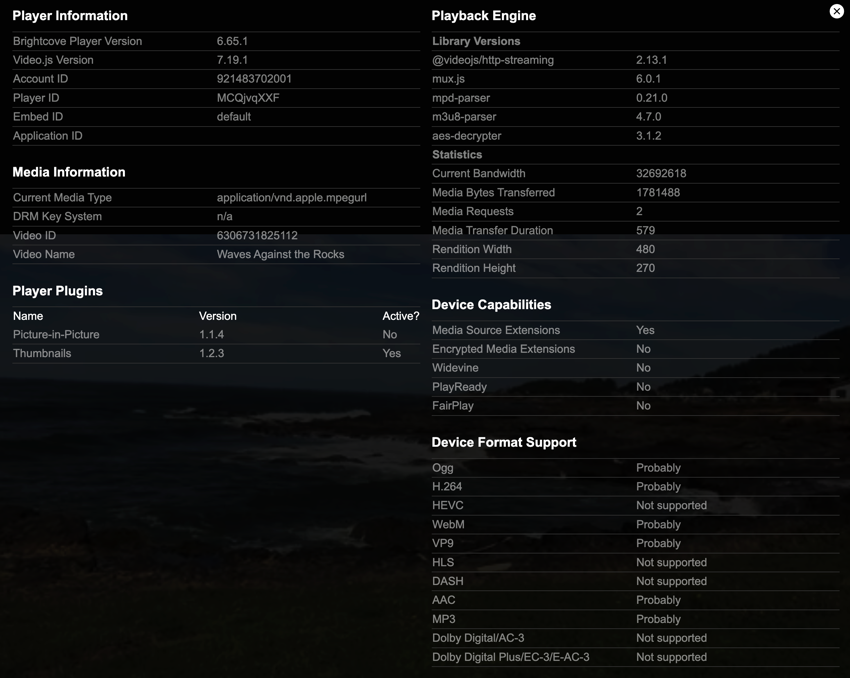 Player Information
Brightcove Player Version 6.65.1
Video.js Version 7.19.1
Account ID 921483702001
Player ID MCQjvqXXF
Embed ID default
Application ID
Media Information
Current Media Type application/vnd.apple.mpegurl
DRM Key System n/a
Video ID 6306731825112
Video Name Waves Against the Rocks
Player Plugins
Name Version Active?
Picture-in-Picture 1.1.4 No
Thumbnails 1.2.3 Yes
Playback Engine
Library Versions
@videojs/http-streaming 2.13.1
mux.js 6.0.1
mpd-parser 0.21.0
m3u8-parser 4.7.0
aes-decrypter 3.1.2
Statistics
Current Bandwidth 32692618
Media Bytes Transferred 1781488
Media Requests 2
Media Transfer Duration 579
Rendition Width 480
Rendition Height 270
Device Capabilities
Media Source Extensions Yes
Encrypted Media Extensions No
Widevine No
PlayReady No
FairPlay No
Device Format Support
Ogg Probably
H.264 Probably
HEVC Not supported
WebM Probably
VP9 Probably
HLS Not supported
DASH Not supported
AAC Probably
MP3 Probably
Dolby Digital/AC-3 Not supported
Dolby Digital Plus/EC-3/E-AC-3 Not supported